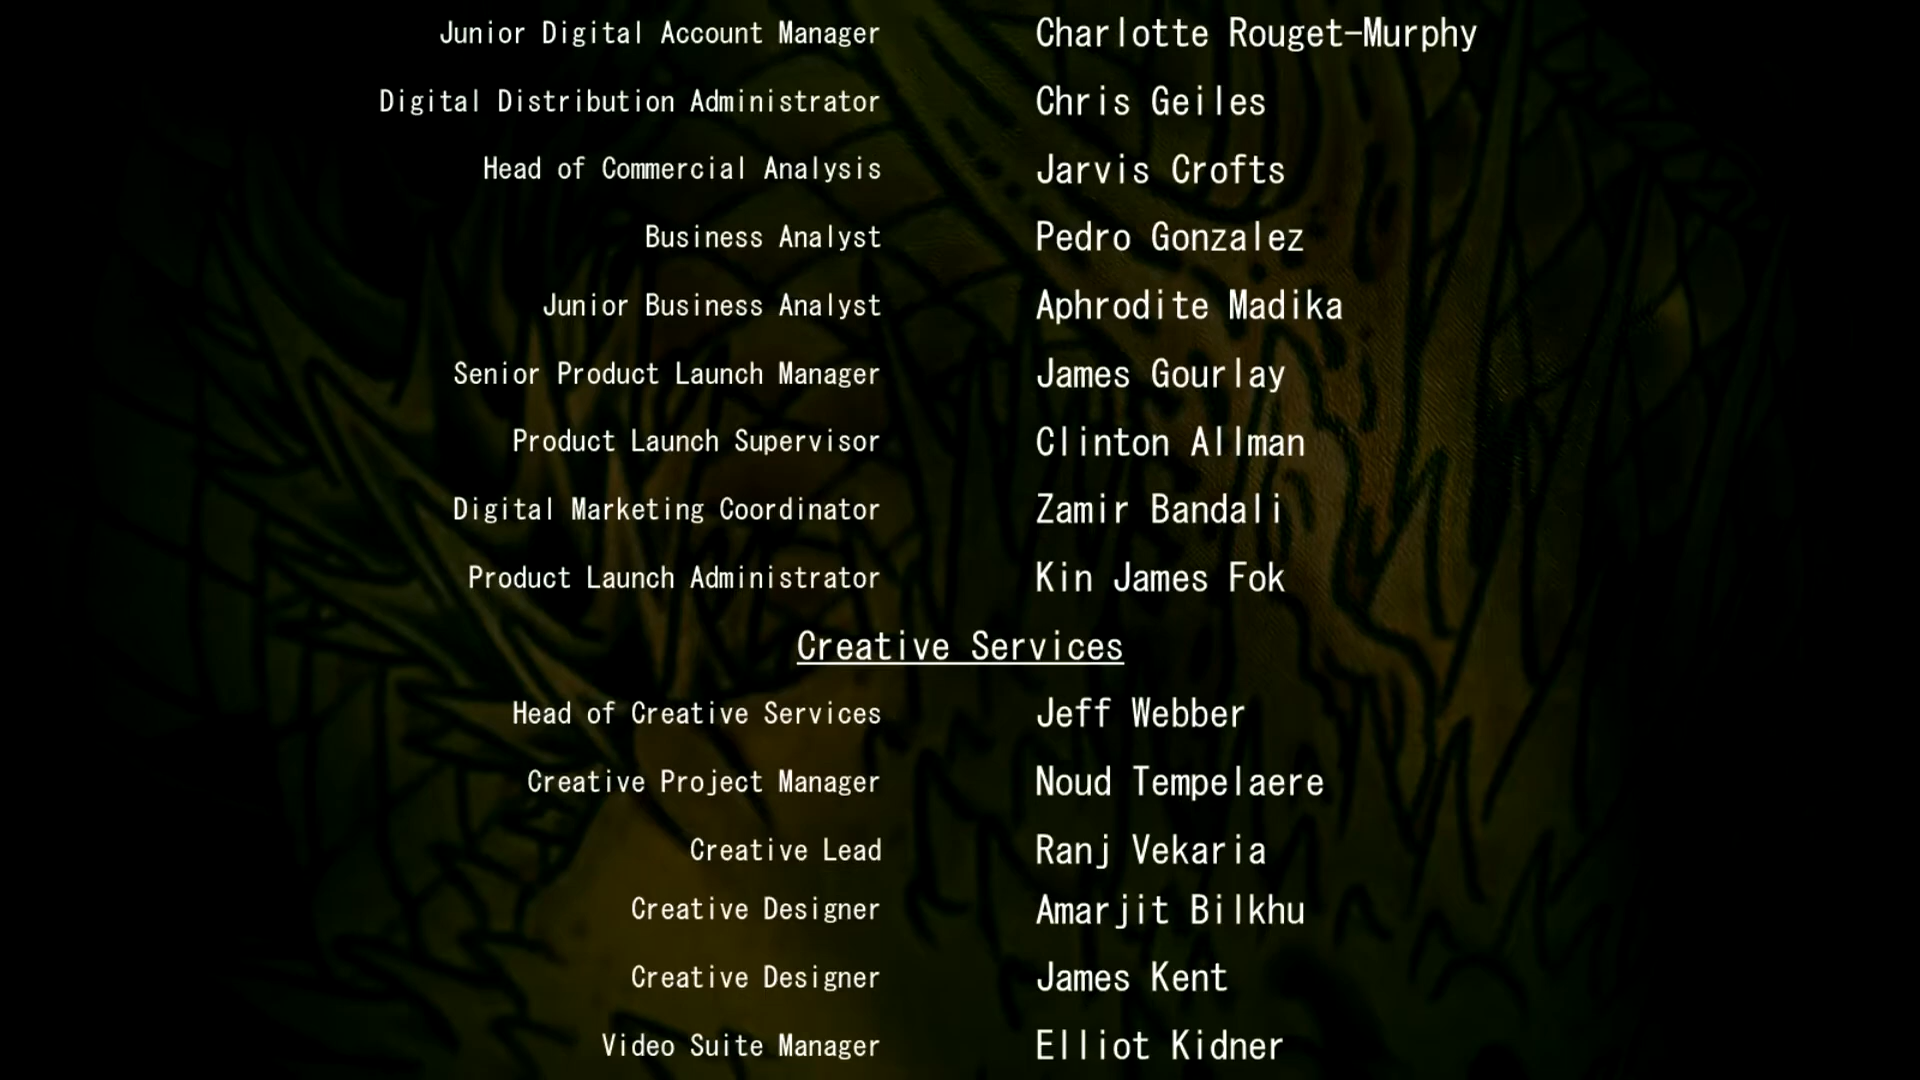 Junior Digital Account Manager Charlotte Rouget-Murphy
Digital Distribution Administrator Chris Geiles
Head of Commercial Analysis Jarvis Crofts
Business Analyst Pedro Gonzalez
Junior Business Analyst Aphrodite Madika
Senior Product Launch Manager James Gourlay
Product Launch Supervisor Clinton Allman
Digital Marketing Coordinator Zamir Bandali
Product Launch Administrator Kin James Fok
Creative Services
Head of Creative Services Jeff Webber
Creative Project Manager Noud Tempelaere
Creative Lead Ranj Vekaria
Creative Designer Amarjit Bilkhu
Creative Designer James Kent
Video Suite Manager Elliot Kidner